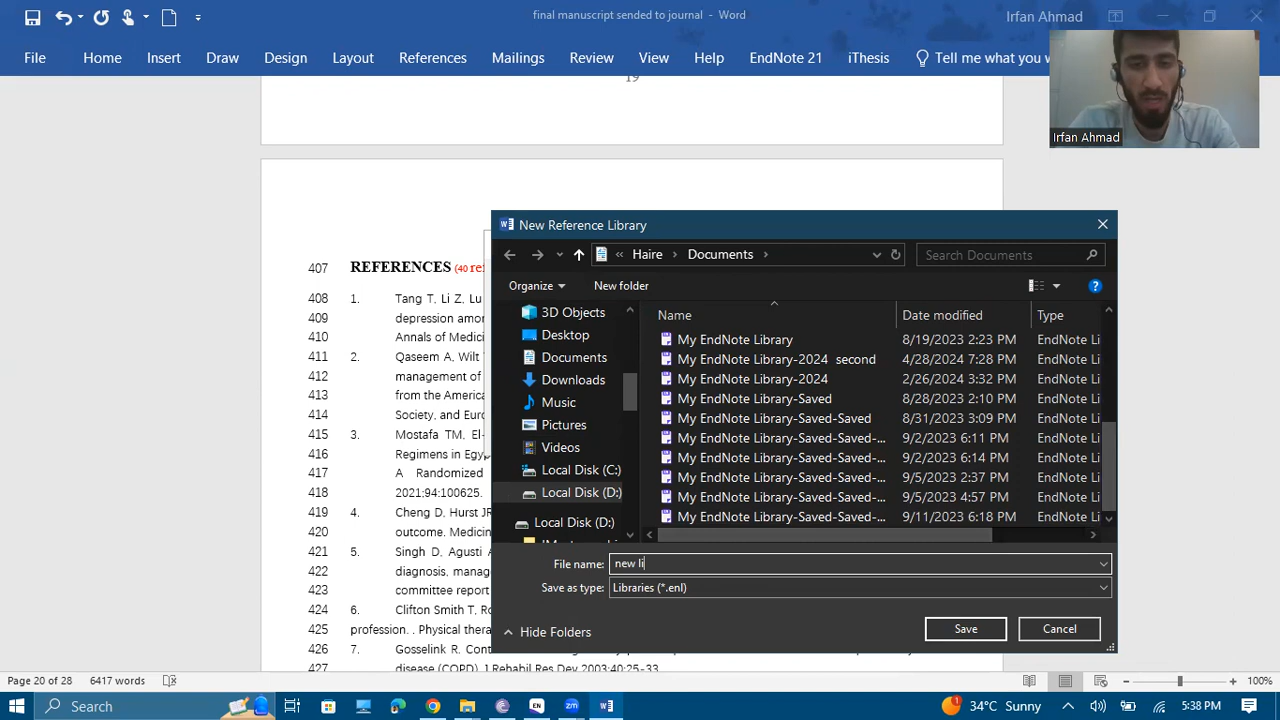 final manuscript sended to journal - Word
Irfan Ahmad
File Home Insert Draw Design Layout References Mailings Review View Help EndNote 21 iThesis Tell me what you w
Irfan Ahmad
19
New Reference Library
« Haire Documents
Search Documents
Organize New folder
407 REFERENCES (40 ref
408 1. Tang T, Li Z, Lu
409 depression amon
410 Annals of Medici
411 2. Qaseem A, Wilt
412 management of
413 from the America
414 Society, and Euro
415 3. Mostafa TM, El-
416 Regimens in Egyp
417 A Randomized
418 2021;94:100625.
419 4. Cheng D, Hurst JR
420 outcome. Medicin
421 5. Singh D, Agusti A
422 diagnosis, manag
423 committee report
424 6. Clifton Smith T, Ro
425 profession. . Physical thera
426 7. Gosselink R. Cont
427 disease (COPD). J Rehabil Res Dev 2003;40:25-33.
3D Objects
Desktop
Documents
Downloads
Music
Pictures
Videos
Local Disk (C:)
Local Disk (D:)
Local Disk (D:)
Name Date modified Type
My EndNote Library 8/19/2023 2:23 PM EndNote Li
My EndNote Library-2024 second 4/28/2024 7:28 PM EndNote Li
My EndNote Library-2024 2/26/2024 3:32 PM EndNote Li
My EndNote Library-Saved 8/28/2023 2:10 PM EndNote Li
My EndNote Library-Saved-Saved 8/31/2023 3:09 PM EndNote Li
My EndNote Library-Saved-Saved-... 9/2/2023 6:11 PM EndNote Li
My EndNote Library-Saved-Saved-... 9/2/2023 6:14 PM EndNote Li
My EndNote Library-Saved-Saved-... 9/5/2023 2:37 PM EndNote Li
My EndNote Library-Saved-Saved-... 9/5/2023 4:57 PM EndNote Li
My EndNote Library-Saved-Saved-... 9/11/2023 6:18 PM EndNote Li
File name: new li
Save as type: Libraries (*.enl)
Hide Folders Save Cancel
Page 20 of 28 6417 words 100%
Search EN zm 1 34°C Sunny 5:38 PM